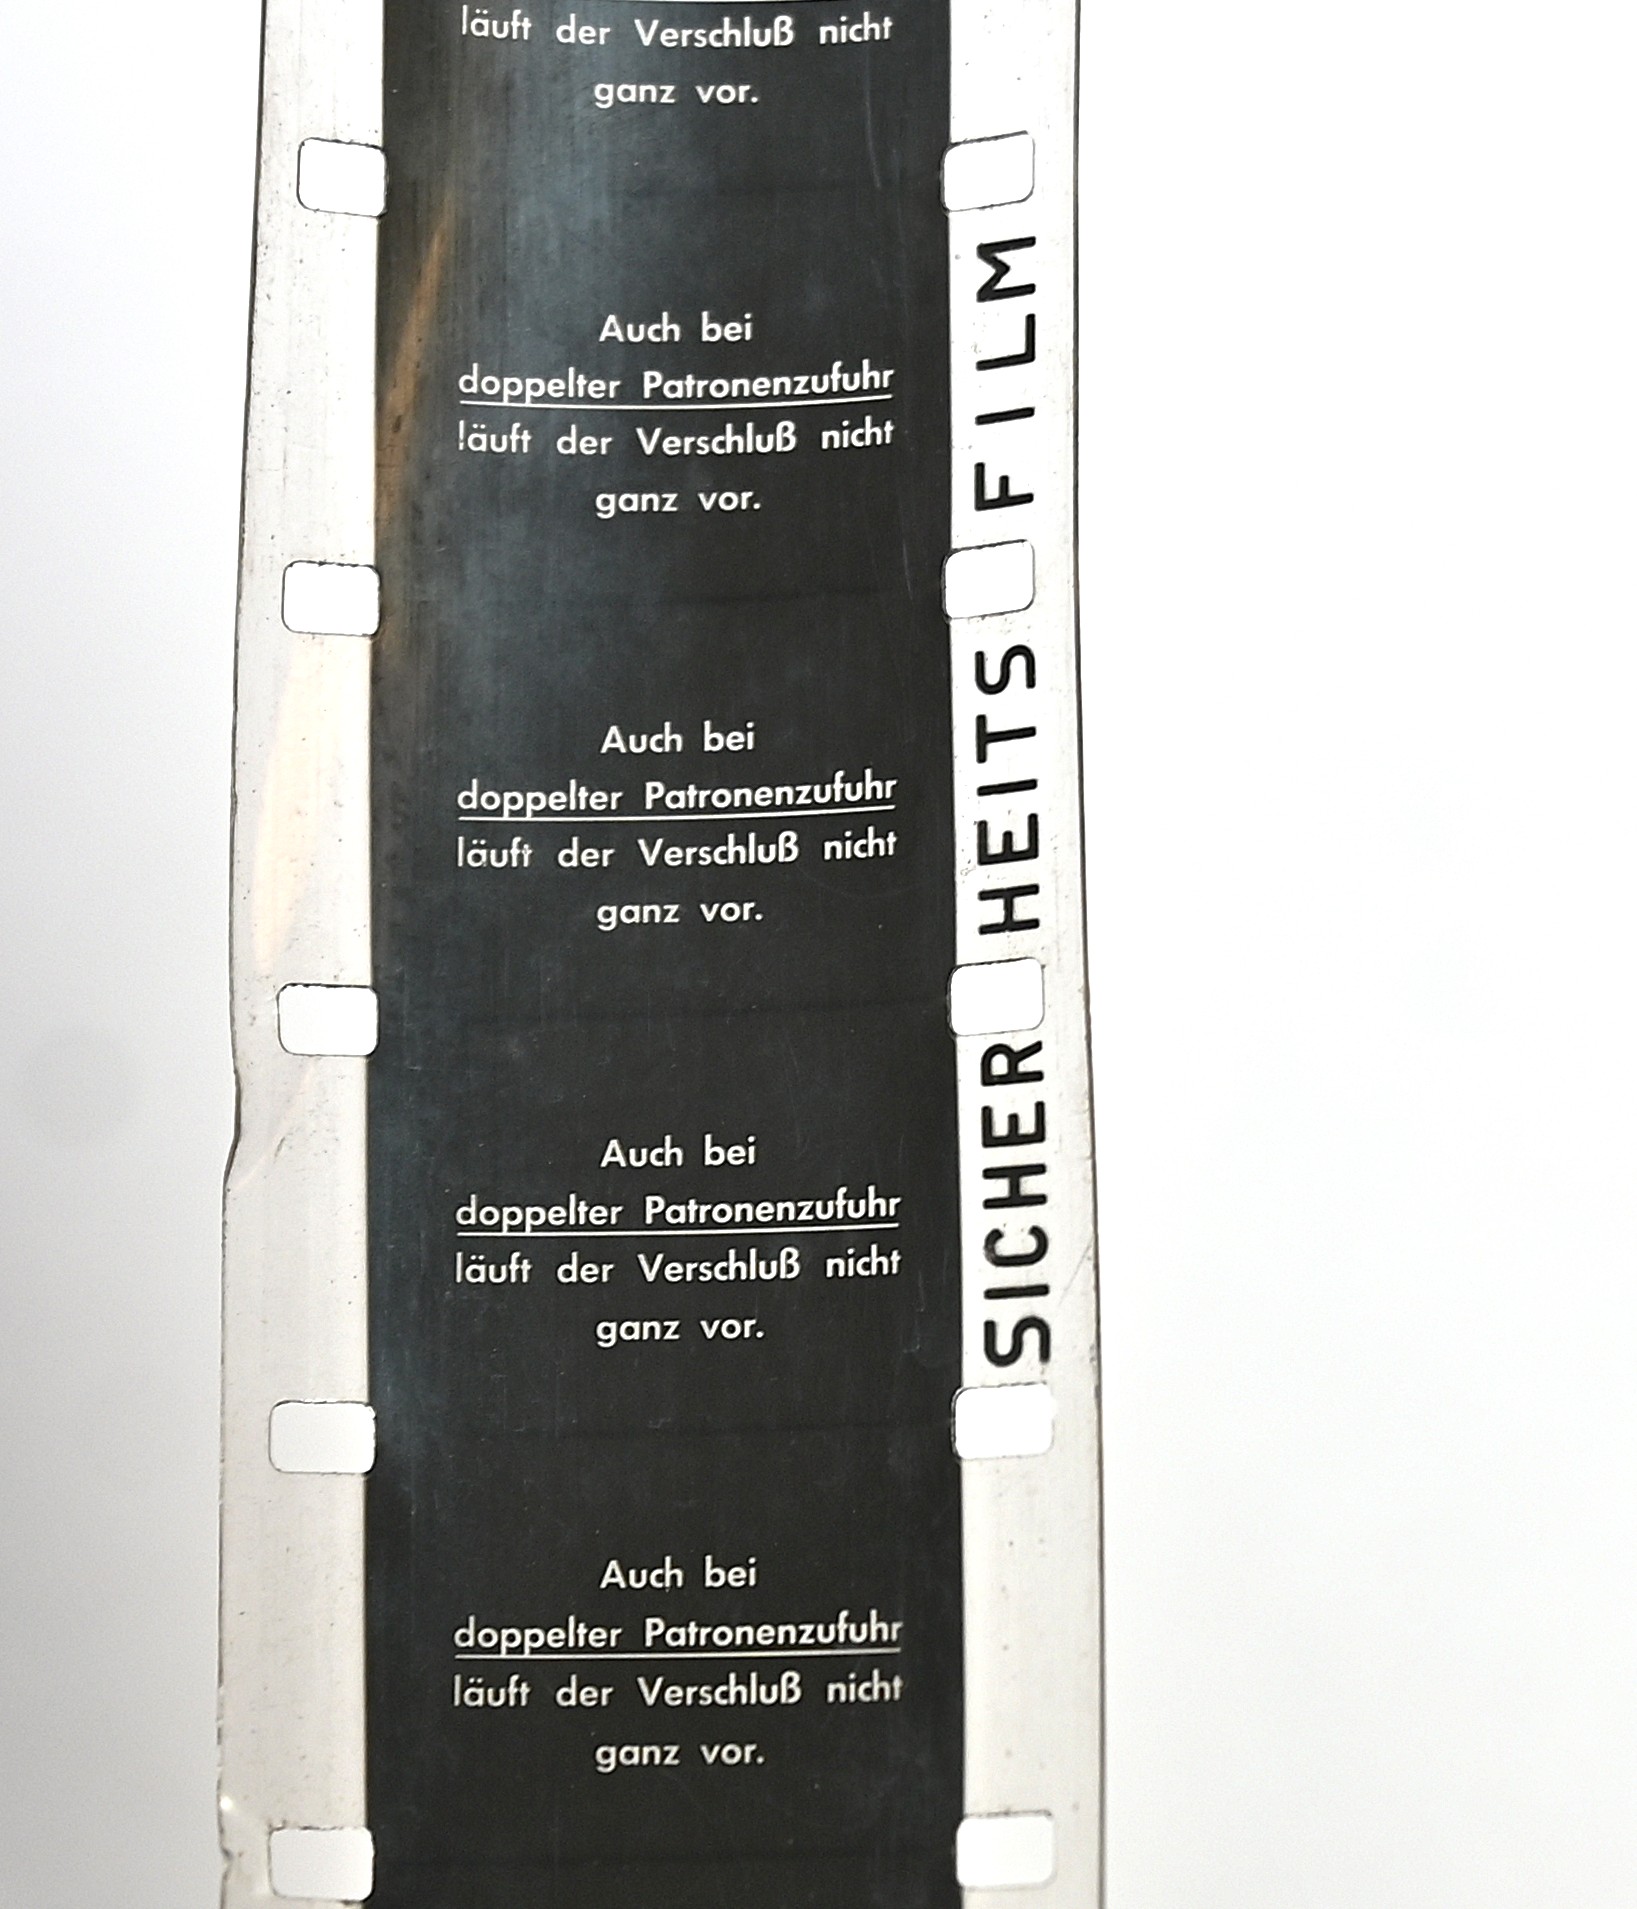 läuft der Verschluß nicht
ganz vor.
Auch bei
doppelter Patronenzufuhr
läuft der Verschluß nicht
ganz vor.
Auch bei
doppelter Patronenzufuhr
läuft der Verschluß nicht
ganz vor.
Auch bei
doppelter Patronenzufuhr
läuft der Verschluß nicht
ganz vor.
Auch bei
doppelter Patronenzufuhr
läuft der Verschluß nicht
ganz vor.
SICHERHEITS FILM